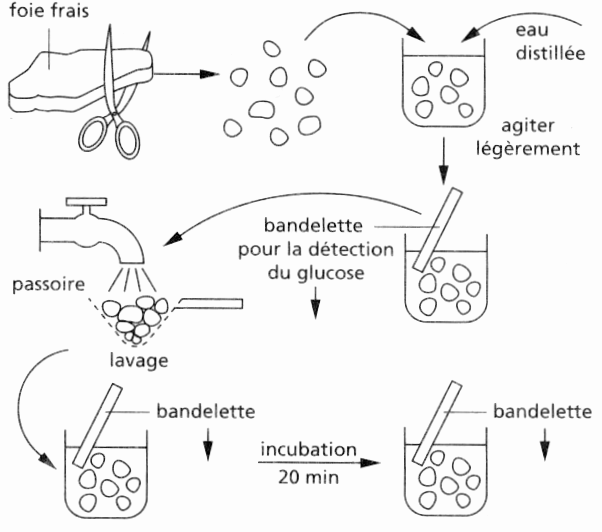 foie frais
eau
distillée
agiter
légèrement
bandelette
pour la détection
du glucose
passoire
lavage
bandelette
incubation
20 min
bandelette